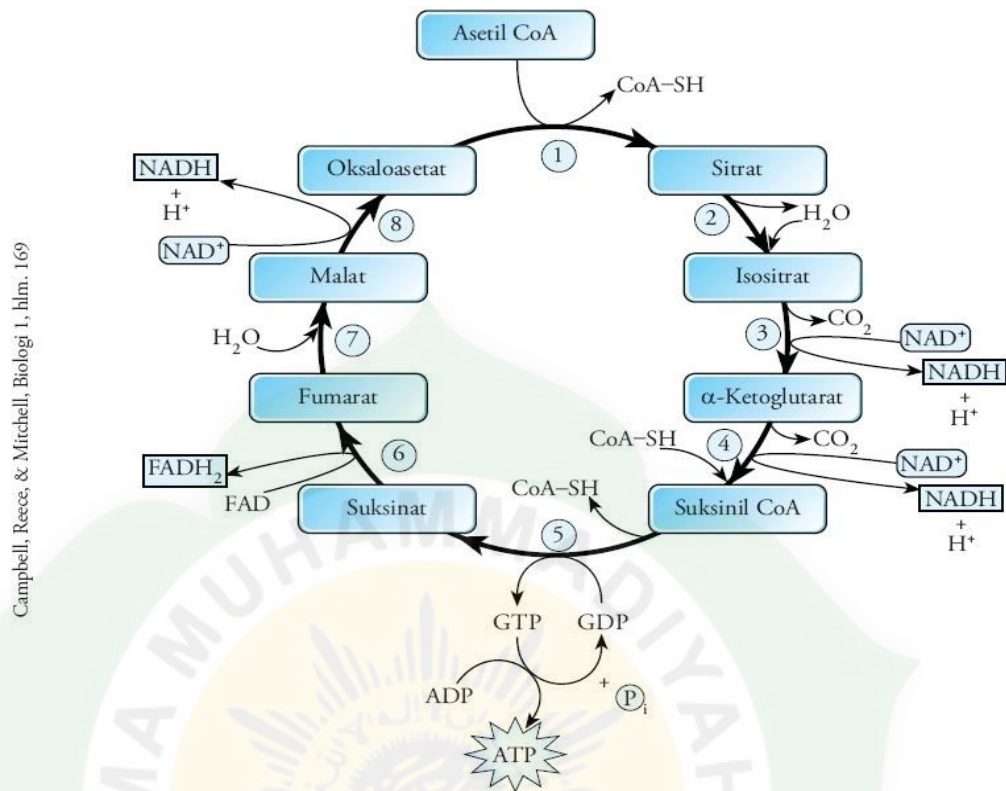 Asetil CoA
CoA–SH
1
Oksaloasetat
Sitrat
NADH
+
H⁺
NAD⁺
8
2
H₂O
Malat
Isositrat
H₂O
7
3
CO₂
NAD⁺
NADH
+
H⁺
Fumarat
α-Ketoglutarat
FADH₂
FAD
6
CoA–SH
4
CO₂
NAD⁺
NADH
+
H⁺
Suksinat
CoA–SH
Suksinil CoA
5
GTP
GDP
ADP
+ Pᵢ
ATP
Campbell, Reece, & Mitchell, Biologi 1, hlm. 169
MA MUHAMMADIYAH